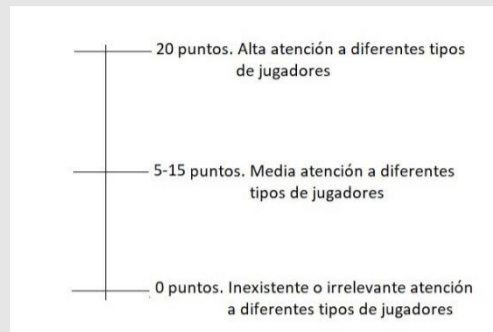 20 puntos. Alta atención a diferentes tipos
de jugadores
5-15 puntos. Media atención a diferentes
tipos de jugadores
0 puntos. Inexistente o irrelevante atención
a diferentes tipos de jugadores